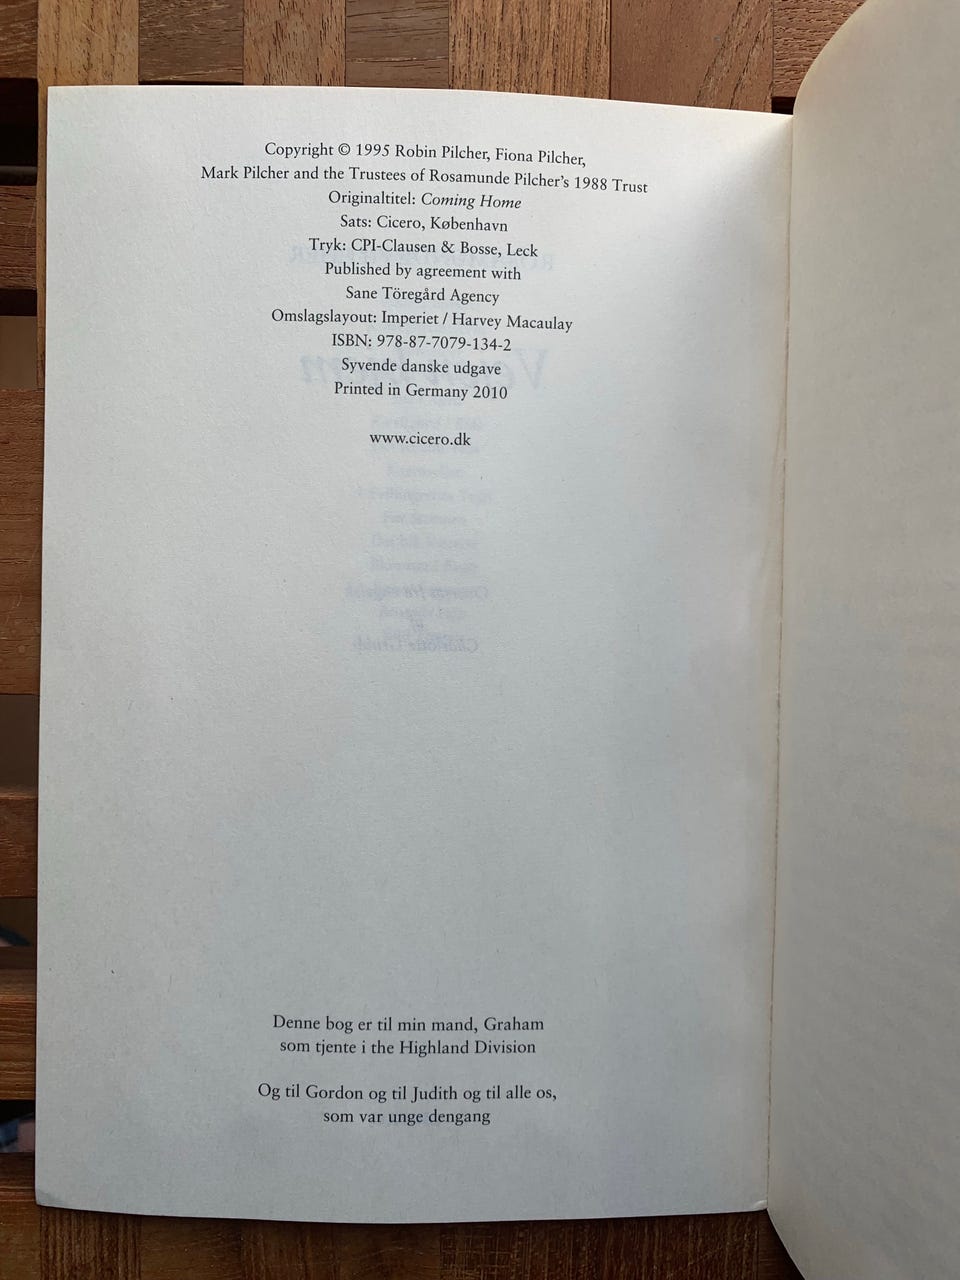 Copyright © 1995 Robin Pilcher, Fiona Pilcher,
Mark Pilcher and the Trustees of Rosamunde Pilcher's 1988 Trust
Originaltitel: Coming Home
Sats: Cicero, København
Tryk: CPI-Clausen & Bosse, Leck
Published by agreement with
Sane Töregård Agency
Omslagslayout: Imperiet / Harvey Macaulay
ISBN: 978-87-7079-134-2
Syvende danske udgave
Printed in Germany 2010
www.cicero.dk
Denne bog er til min mand, Graham
som tjente i the Highland Division
Og til Gordon og til Judith og til alle os,
som var unge dengang